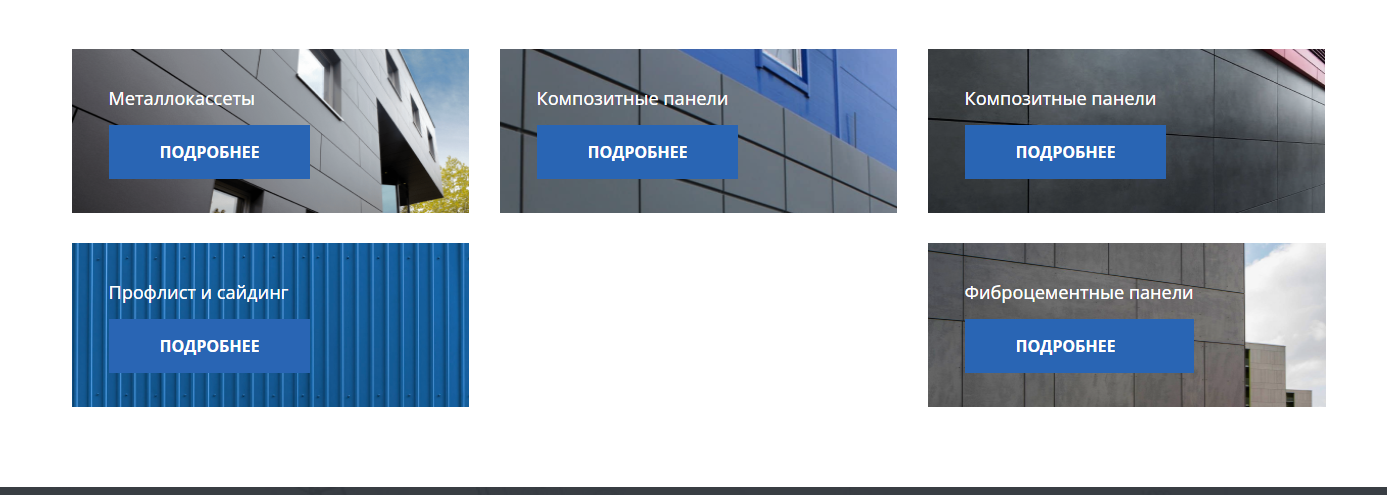 Металлокассеты
ПОДРОБНЕЕ
Композитные панели
ПОДРОБНЕЕ
Композитные панели
ПОДРОБНЕЕ
Профлист и сайдинг
ПОДРОБНЕЕ
Фиброцементные панели
ПОДРОБНЕЕ